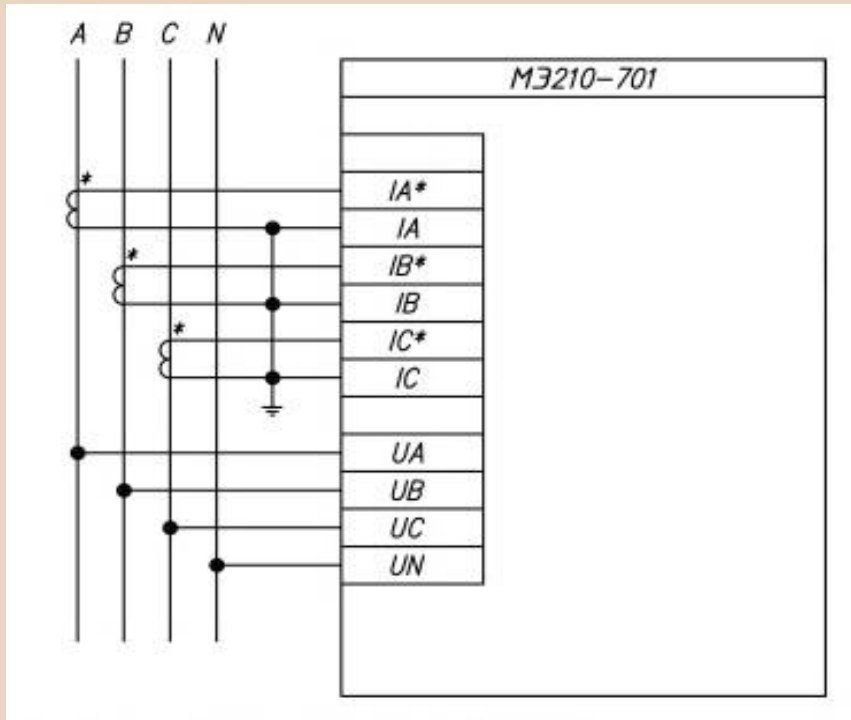 A B C N
МЭ210-701
*
IA*
IA
*
IB*
IB
*
IC*
IC
UA
UB
UC
UN